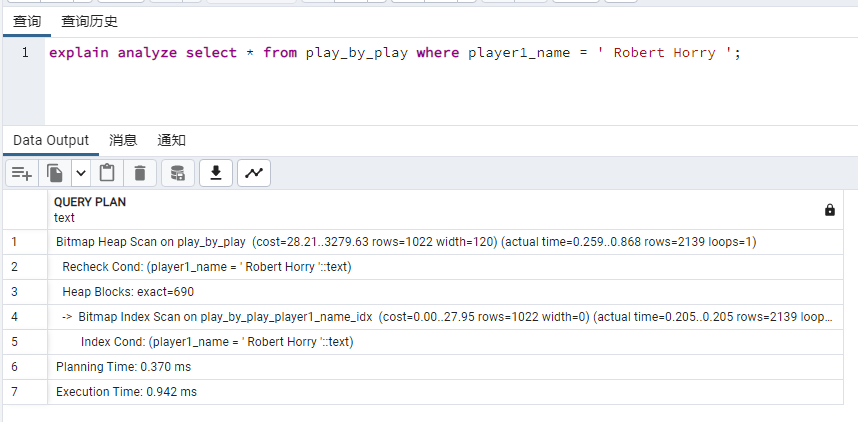 查询 查询历史
1 explain analyze select * from play_by_play where player1_name = ' Robert Horry ';
Data Output 消息 通知
QUERY PLAN
text
1 Bitmap Heap Scan on play_by_play (cost=28.21..3279.63 rows=1022 width=120) (actual time=0.259..0.868 rows=2139 loops=1)
2 Recheck Cond: (player1_name = ' Robert Horry '::text)
3 Heap Blocks: exact=690
4 -> Bitmap Index Scan on play_by_play_player1_name_idx (cost=0.00..27.95 rows=1022 width=0) (actual time=0.205..0.205 rows=2139 loop...
5 Index Cond: (player1_name = ' Robert Horry '::text)
6 Planning Time: 0.370 ms
7 Execution Time: 0.942 ms